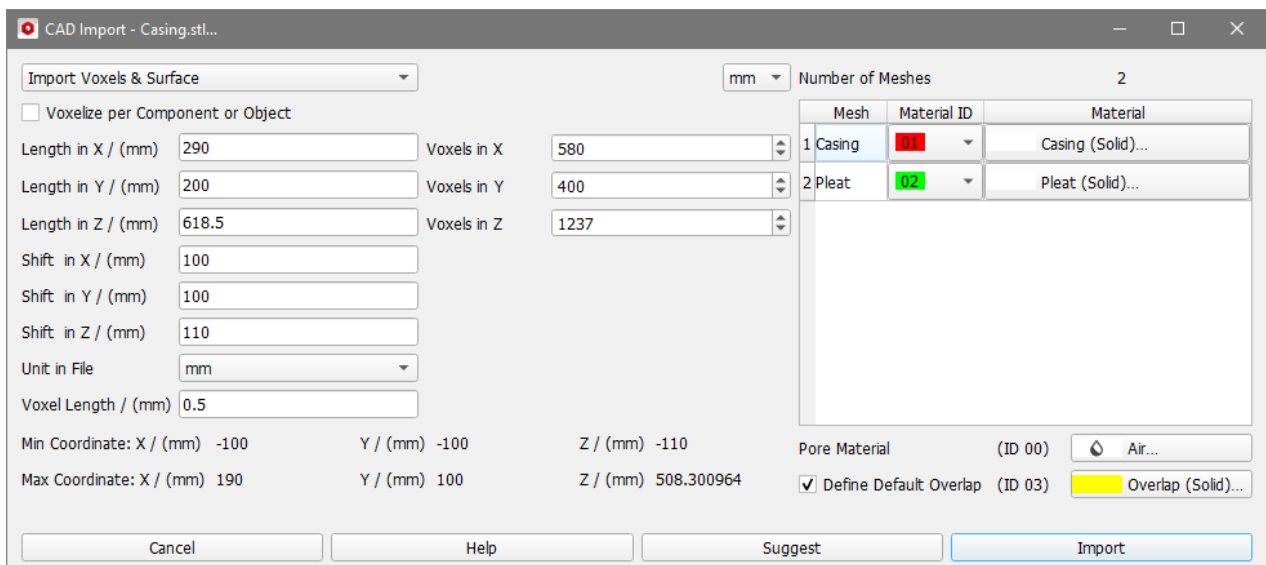 CAD Import - Casing.stl...
Import Voxels & Surface
mm
Number of Meshes 2
Voxelize per Component or Object
Mesh Material ID Material
Length in X / (mm) 290 Voxels in X 580
1 Casing 01 Casing (Solid)...
Length in Y / (mm) 200 Voxels in Y 400
2 Pleat 02 Pleat (Solid)...
Length in Z / (mm) 618.5 Voxels in Z 1237
Shift in X / (mm) 100
Shift in Y / (mm) 100
Shift in Z / (mm) 110
Unit in File mm
Voxel Length / (mm) 0.5
Min Coordinate: X / (mm) -100 Y / (mm) -100 Z / (mm) -110
Pore Material (ID 00) Air...
Max Coordinate: X / (mm) 190 Y / (mm) 100 Z / (mm) 508.300964
Define Default Overlap (ID 03) Overlap (Solid)...
Cancel Help Suggest Import